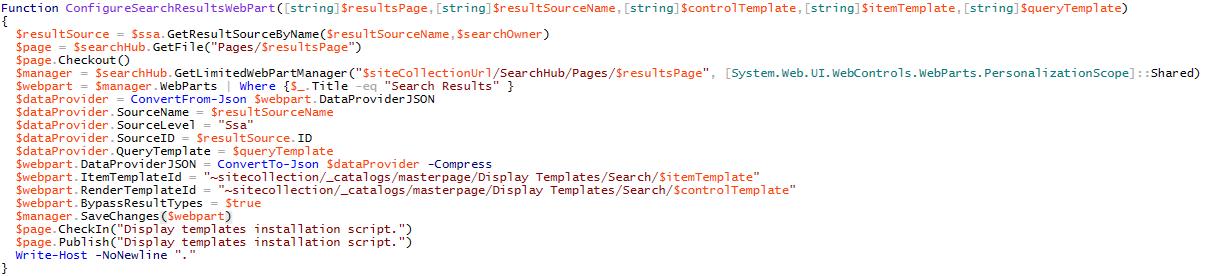 Function ConfigureSearchResultsWebPart([string]$resultsPage,[string]$resultSourceName,[string]$controlTemplate,[string]$itemTemplate,[string]$queryTemplate)
{
  $resultSource = $ssa.GetResultSourceByName($resultSourceName,$searchOwner)
  $page = $searchHub.GetFile("Pages/$resultsPage")
  $page.Checkout()
  $manager = $searchHub.GetLimitedWebPartManager("$siteCollectionUrl/SearchHub/Pages/$resultsPage", [System.Web.UI.WebControls.WebParts.PersonalizationScope]::Shared)
  $webpart = $manager.WebParts | Where {$_.Title -eq "Search Results" }
  $dataProvider = ConvertFrom-Json $webpart.DataProviderJSON
  $dataProvider.SourceName = $resultSourceName
  $dataProvider.SourceLevel = "Ssa"
  $dataProvider.SourceID = $resultSource.ID
  $dataProvider.QueryTemplate = $queryTemplate
  $webpart.DataProviderJSON = ConvertTo-Json $dataProvider -Compress
  $webpart.ItemTemplateId = "~sitecollection/_catalogs/masterpage/Display Templates/Search/$itemTemplate"
  $webpart.RenderTemplateId = "~sitecollection/_catalogs/masterpage/Display Templates/Search/$controlTemplate"
  $webpart.BypassResultTypes = $true
  $manager.SaveChanges($webpart)
  $page.CheckIn("Display templates installation script.")
  $page.Publish("Display templates installation script.")
  Write-Host -NoNewline "."
}